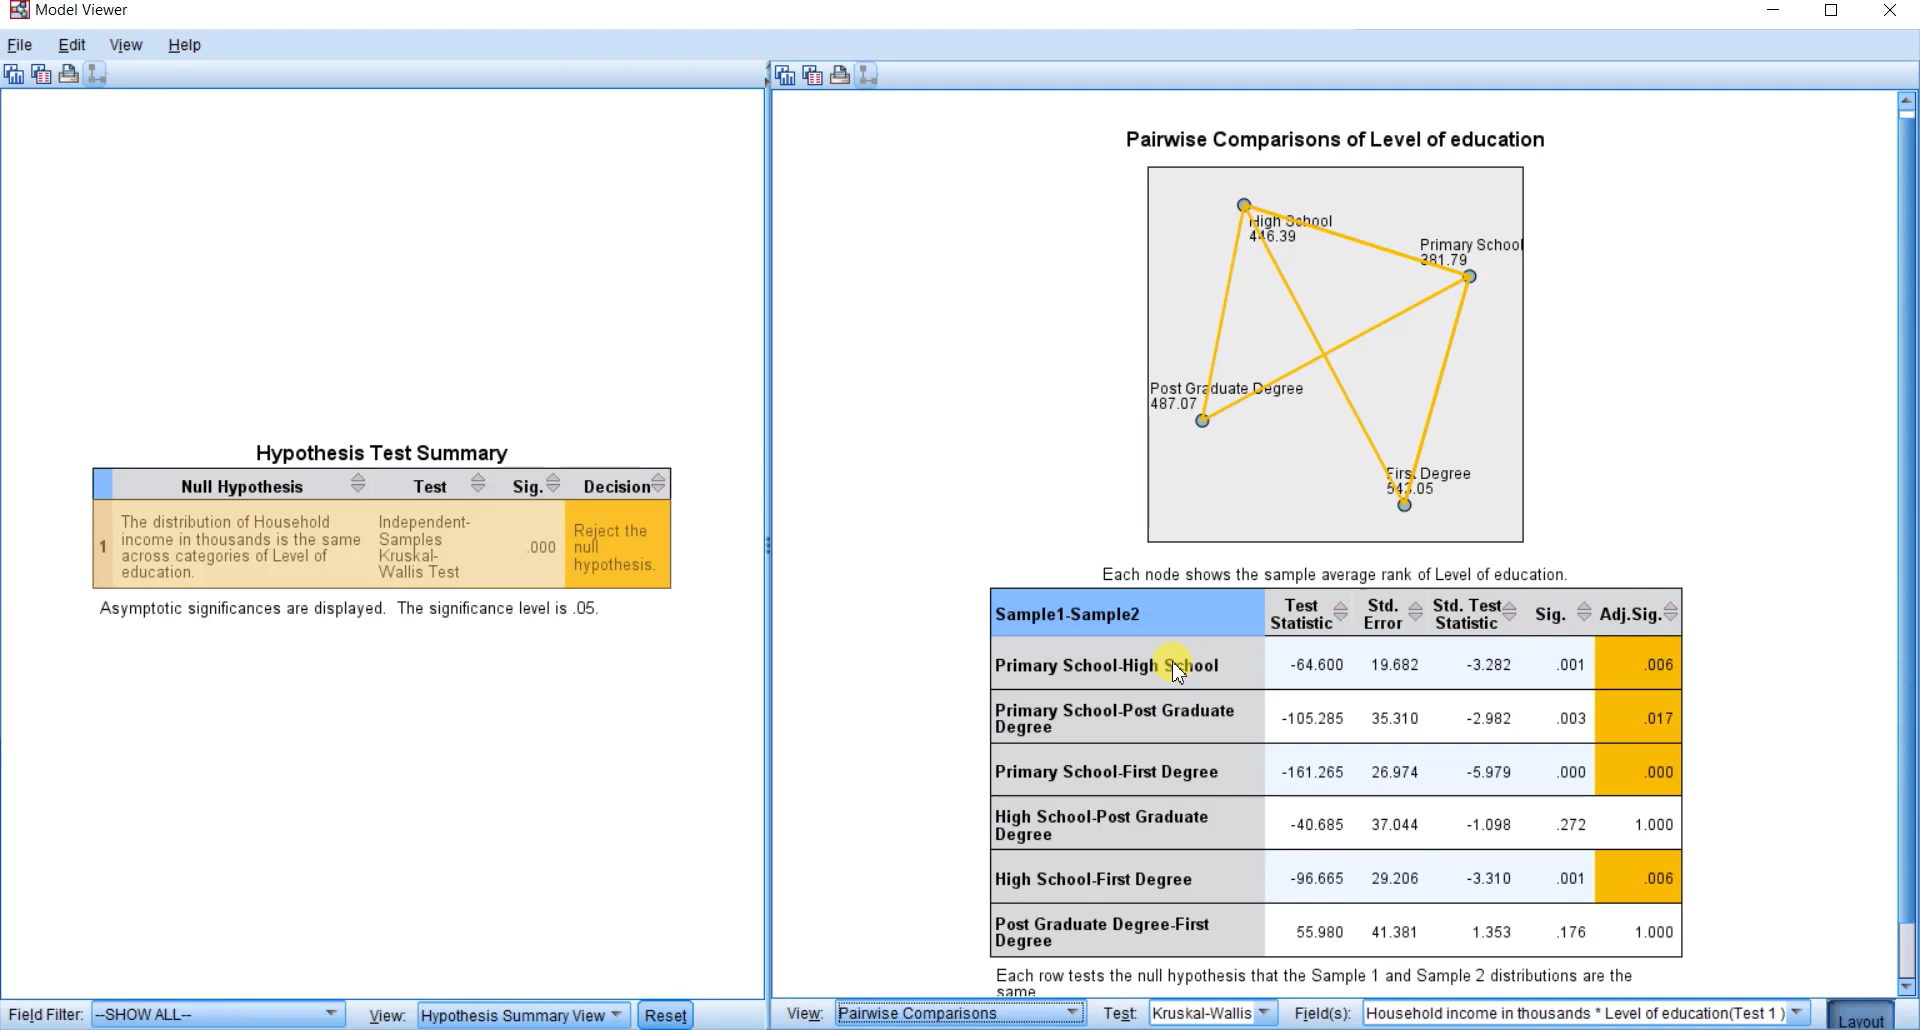 Model Viewer
File Edit View Help
Hypothesis Test Summary
Null Hypothesis Test Sig. Decision
1 The distribution of Household income in thousands is the same across categories of Level of education. Independent-Samples Kruskal-Wallis Test .000 Reject the null hypothesis.
Asymptotic significances are displayed. The significance level is .05.
Field Filter: --SHOW ALL-- View: Hypothesis Summary View Reset
Pairwise Comparisons of Level of education
High School
446.39
Primary School
381.79
Post Graduate Degree
487.07
First Degree
543.05
Each node shows the sample average rank of Level of education.
Sample1-Sample2 Test Statistic Std. Error Std. Test Statistic Sig. Adj.Sig.
Primary School-High School -64.600 19.682 -3.282 .001 .006
Primary School-Post Graduate Degree -105.285 35.310 -2.982 .003 .017
Primary School-First Degree -161.265 26.974 -5.979 .000 .000
High School-Post Graduate Degree -40.685 37.044 -1.098 .272 1.000
High School-First Degree -96.665 29.206 -3.310 .001 .006
Post Graduate Degree-First Degree 55.980 41.381 1.353 .176 1.000
Each row tests the null hypothesis that the Sample 1 and Sample 2 distributions are the
same
View: Pairwise Comparisons Test: Kruskal-Wallis Field(s): Household income in thousands * Level of education(Test 1 ) Layout